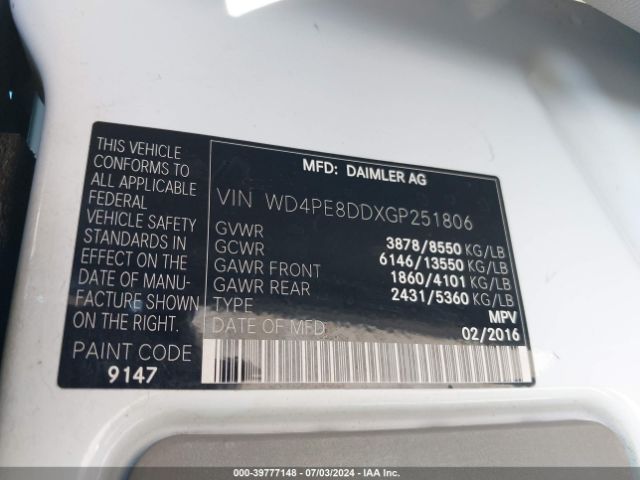 THIS VEHICLE
CONFORMS TO
ALL APPLICABLE
FEDERAL
VEHICLE SAFETY
STANDARDS IN
EFFECT ON THE
DATE OF MANU-
FACTURE SHOWN
ON THE RIGHT.
PAINT CODE
9147
MFD: DAIMLER AG
VIN WD4PE8DDXGP251806
GVWR 3878/8550 KG/LB
GCWR 6146/13550 KG/LB
GAWR FRONT 1860/4101 KG/LB
GAWR REAR 2431/5360 KG/LB
TYPE MPV
DATE OF MFD 02/2016
000-39777148 | 07/03/2024 - IAA Inc.